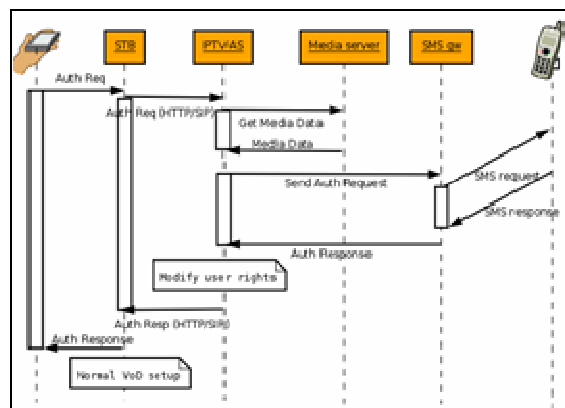 STB
IPTV/AS
Media server
SMS gw
Auth Req
Auth Req (HTTP/SIP)
Get Media Data
Media Data
Send Auth Request
SMS request
SMS response
Auth Response
Modify user rights
Auth Resp (HTTP/SIP)
Auth Response
Normal VoD setup